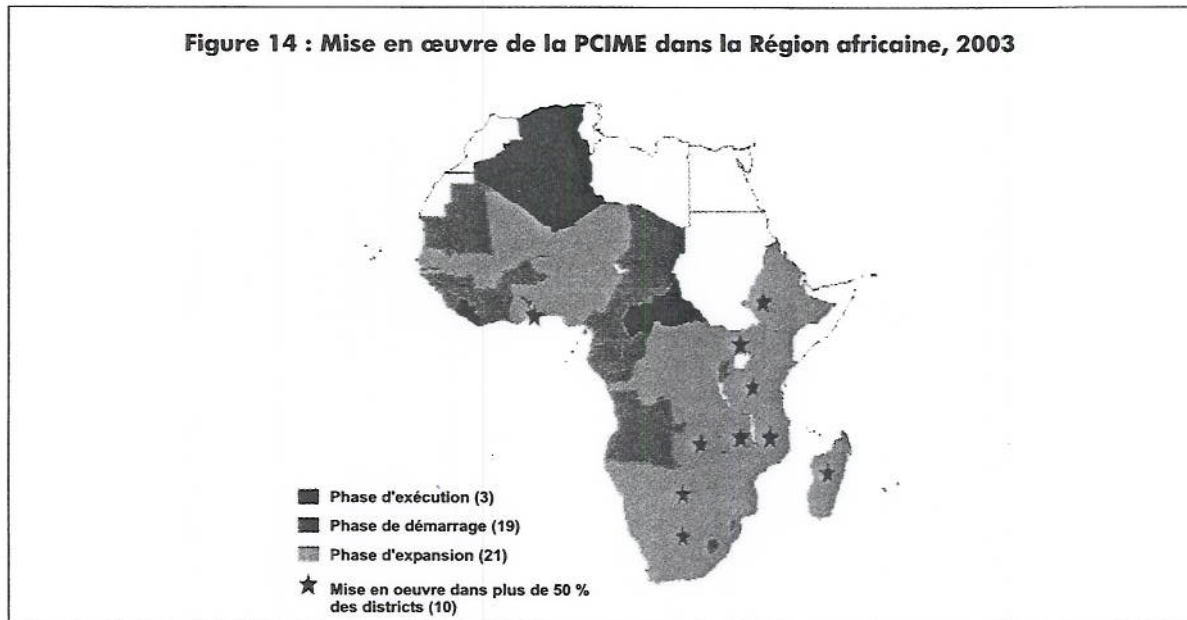 Figure 14 : Mise en œuvre de la PCIME dans la Région africaine, 2003
Phase d'exécution (3)
Phase de démarrage (19)
Phase d'expansion (21)
Mise en oeuvre dans plus de 50 %
des districts (10)